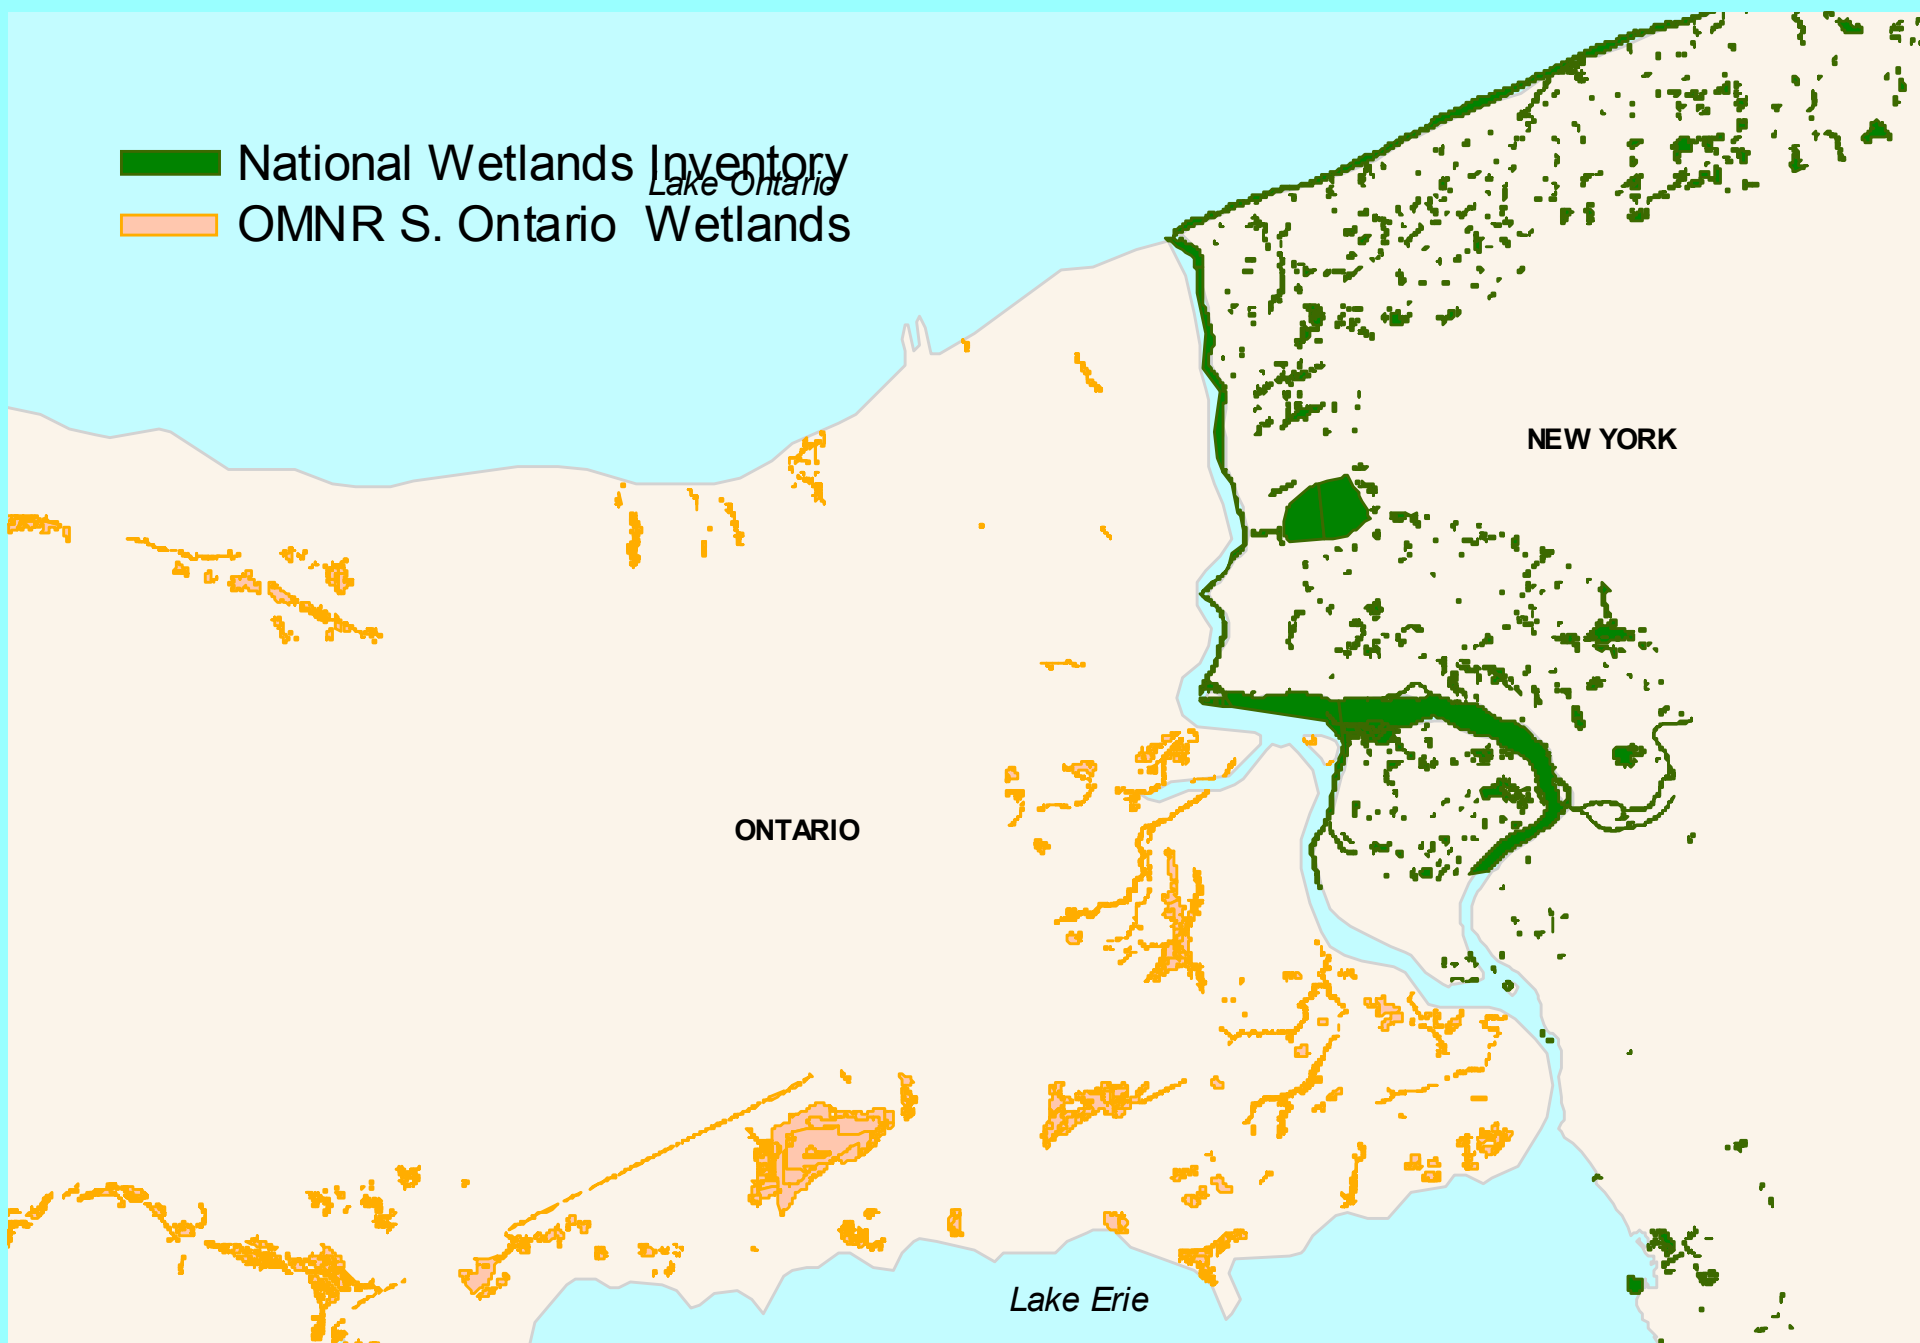 National Wetlands Inventory
Lake Ontario
OMNR S. Ontario  Wetlands
NEW YORK
ONTARIO
Lake Erie